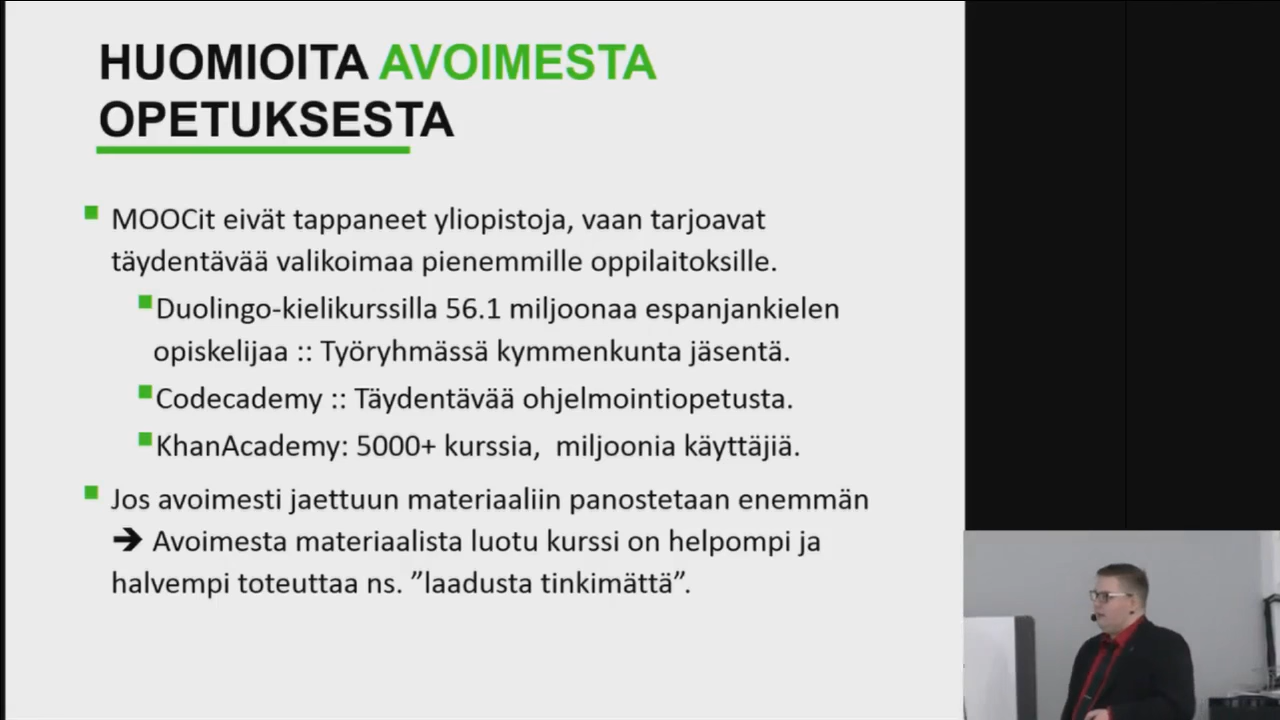 HUOMIOITA AVOIMESTA
OPETUKSESTA
MOOCit eivät tappaneet yliopistoja, vaan tarjoavat
täydentävää valikoimaa pienemmille oppilaitoksille.
Duolingo-kielikurssilla 56.1 miljoonaa espanjankielen
opiskelijaa :: Työryhmässä kymmenkunta jäsentä.
Codecademy :: Täydentävää ohjelmointiopetusta.
KhanAcademy: 5000+ kurssia, miljoonia käyttäjiä.
Jos avoimesti jaettuun materiaaliin panostetaan enemmän
➔ Avoimesta materiaalista luotu kurssi on helpompi ja
halvempi toteuttaa ns. ”laadusta tinkimättä”.